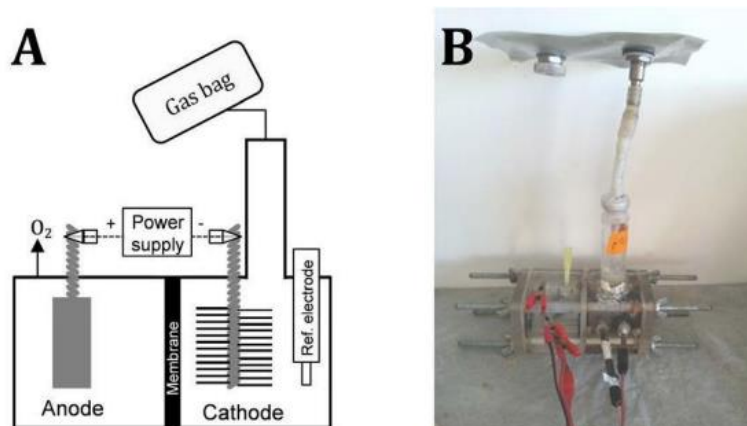 A
B
Gas bag
O₂
+
Power
supply
-
Membrane
Ref. electrode
Anode
Cathode